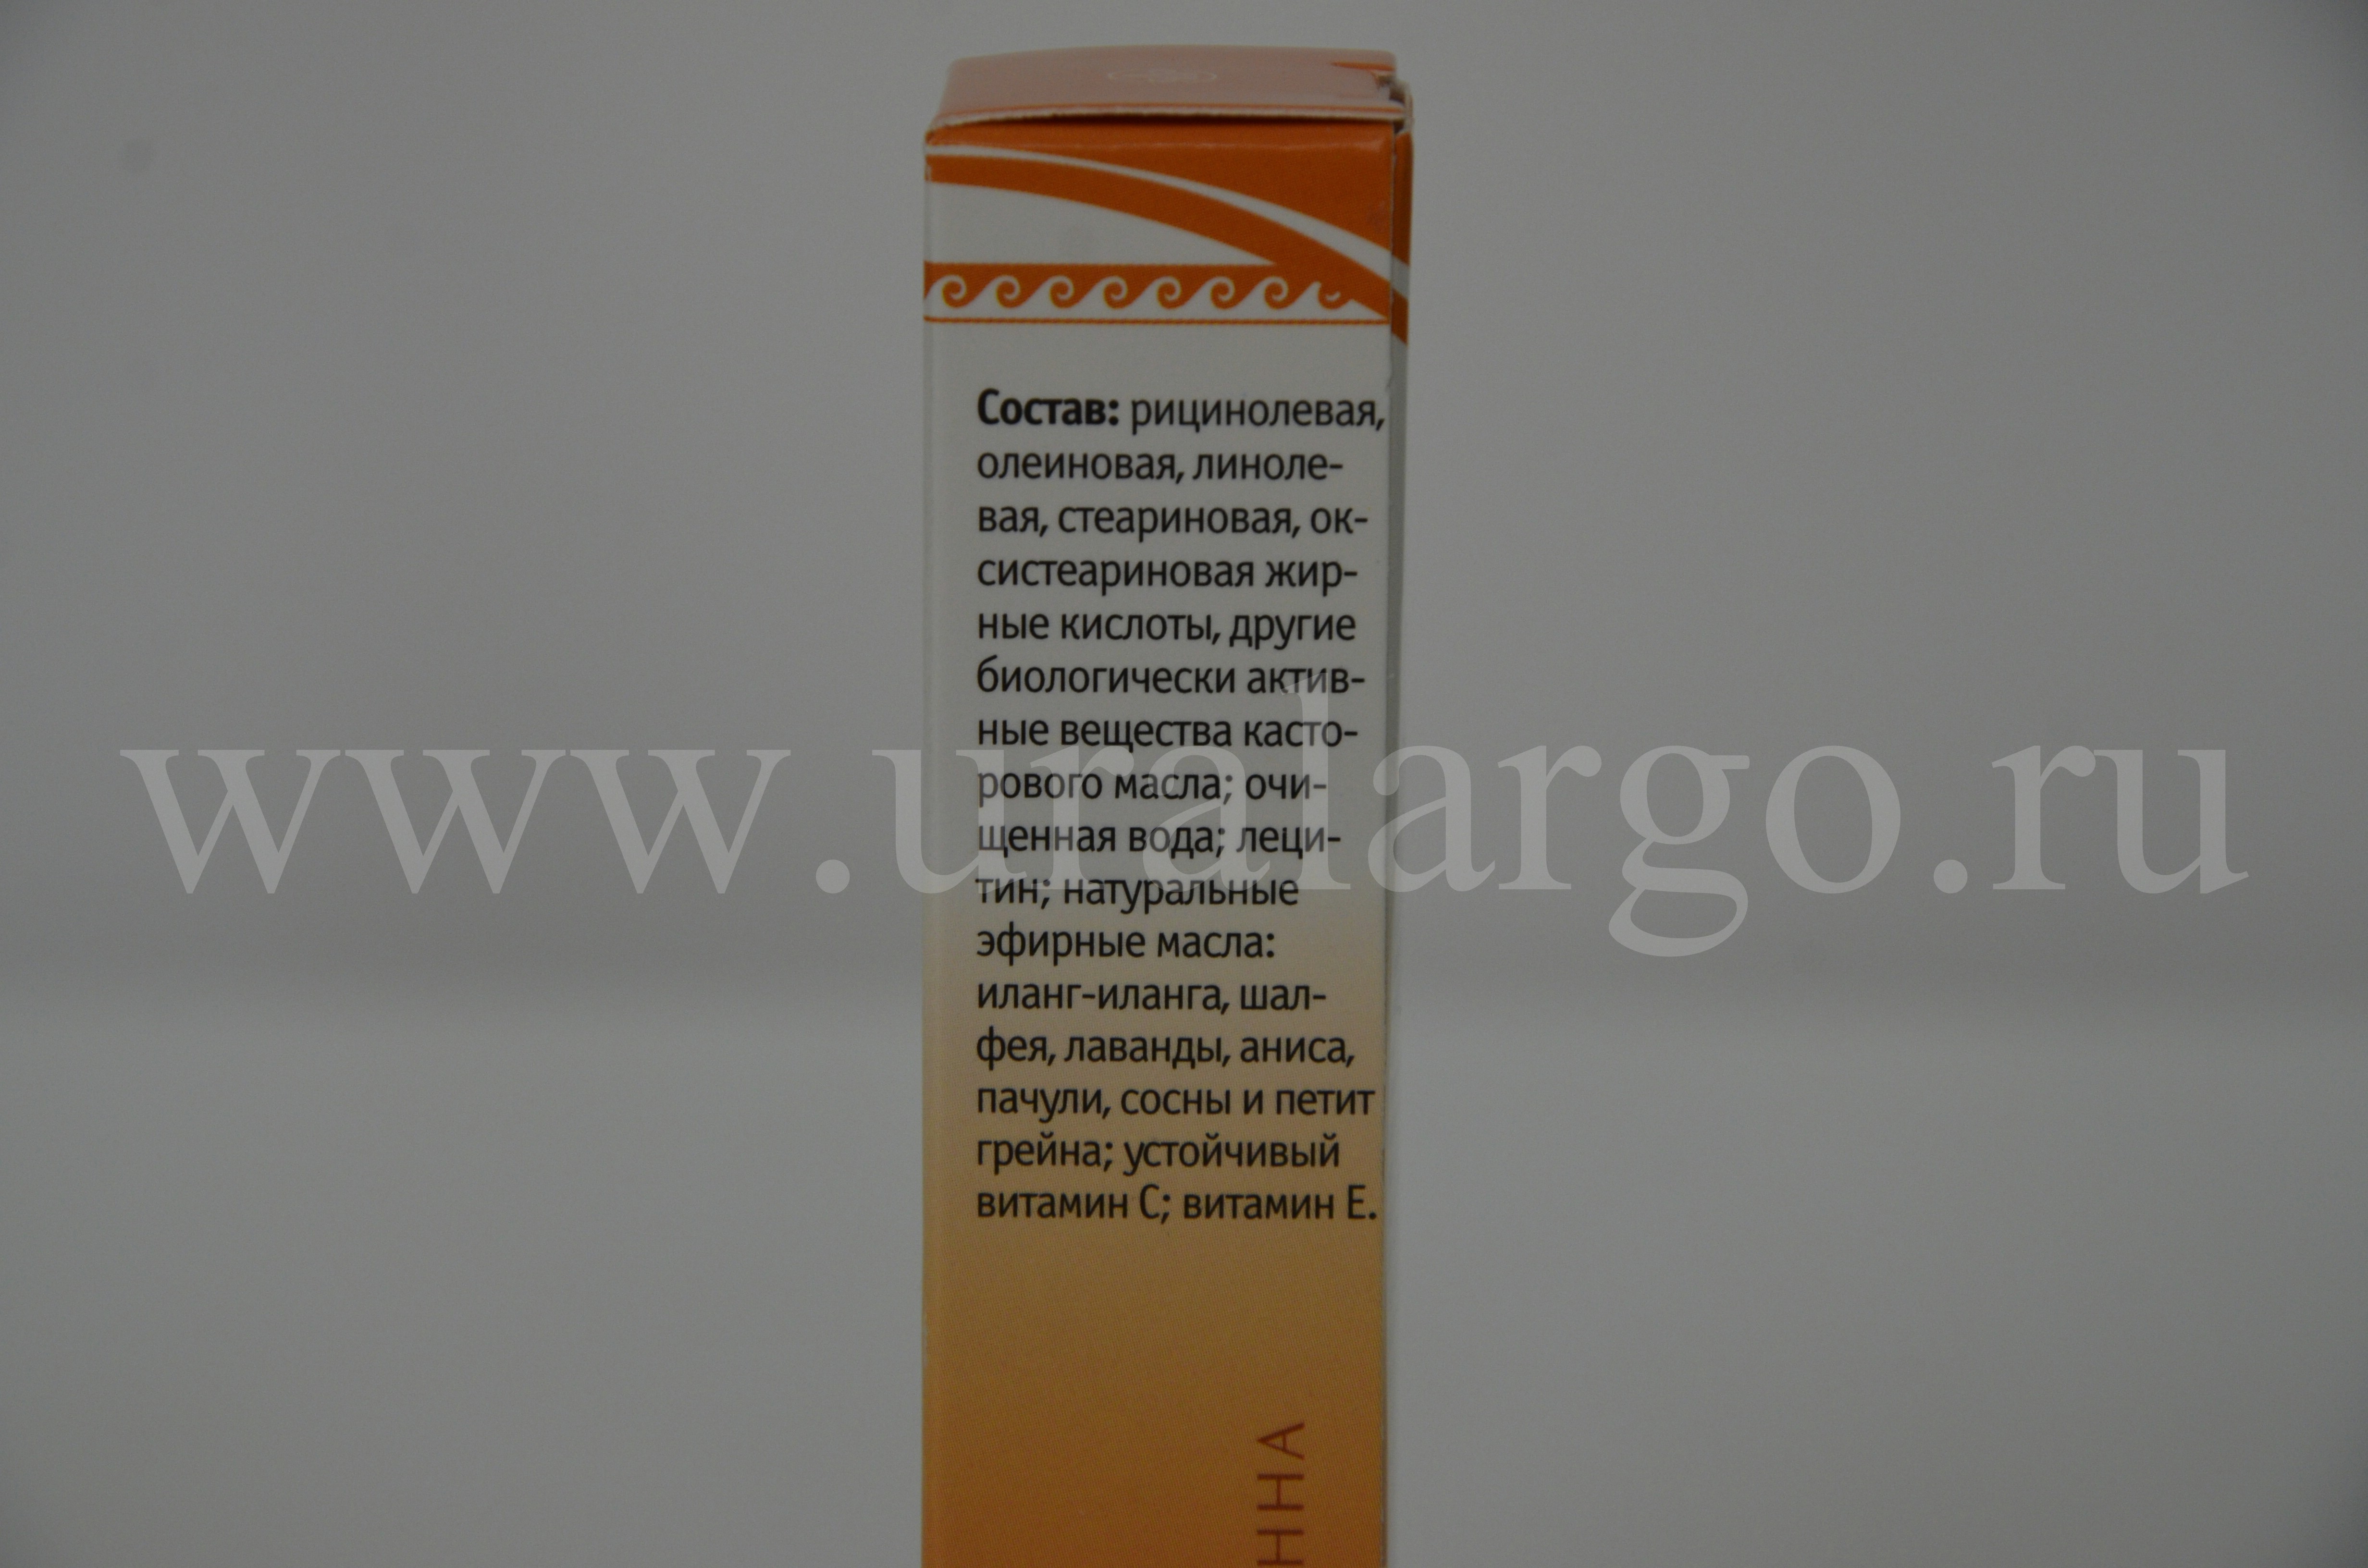 Состав: рицинолевая,
олеиновая, линоле-
вая, стеариновая, ок-
систеариновая жир-
ные кислоты, другие
биологически актив-
ные вещества касто-
рового масла; очи-
щенная вода; леци-
тин; натуральные
эфирные масла:
иланг-иланга, шал-
фея, лаванды, аниса,
пачули, сосны и петит
грейна; устойчивый
витамин С; витамин Е.
www.uralargo.ru